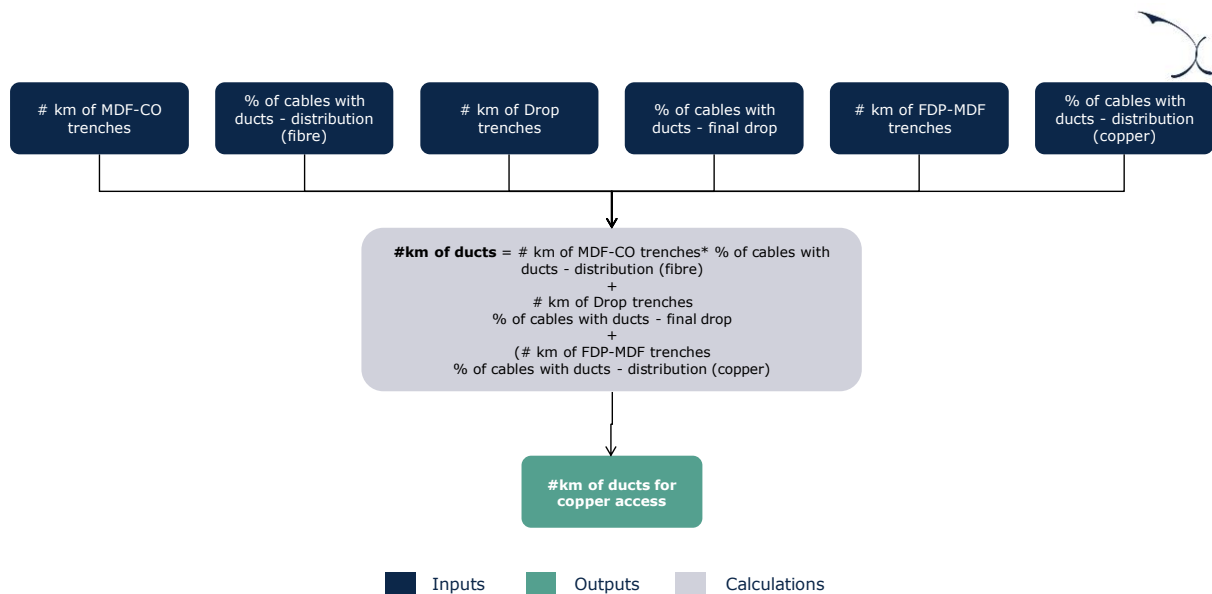 # km of MDF-CO
trenches
% of cables with
ducts - distribution
(fibre)
# km of Drop
trenches
% of cables with
ducts - final drop
# km of FDP-MDF
trenches
% of cables with
ducts - distribution
(copper)
#km of ducts = # km of MDF-CO trenches* % of cables with
ducts - distribution (fibre)
+
# km of Drop trenches
% of cables with ducts - final drop
+
(# km of FDP-MDF trenches
% of cables with ducts - distribution (copper)
#km of ducts for
copper access
Inputs
Outputs
Calculations